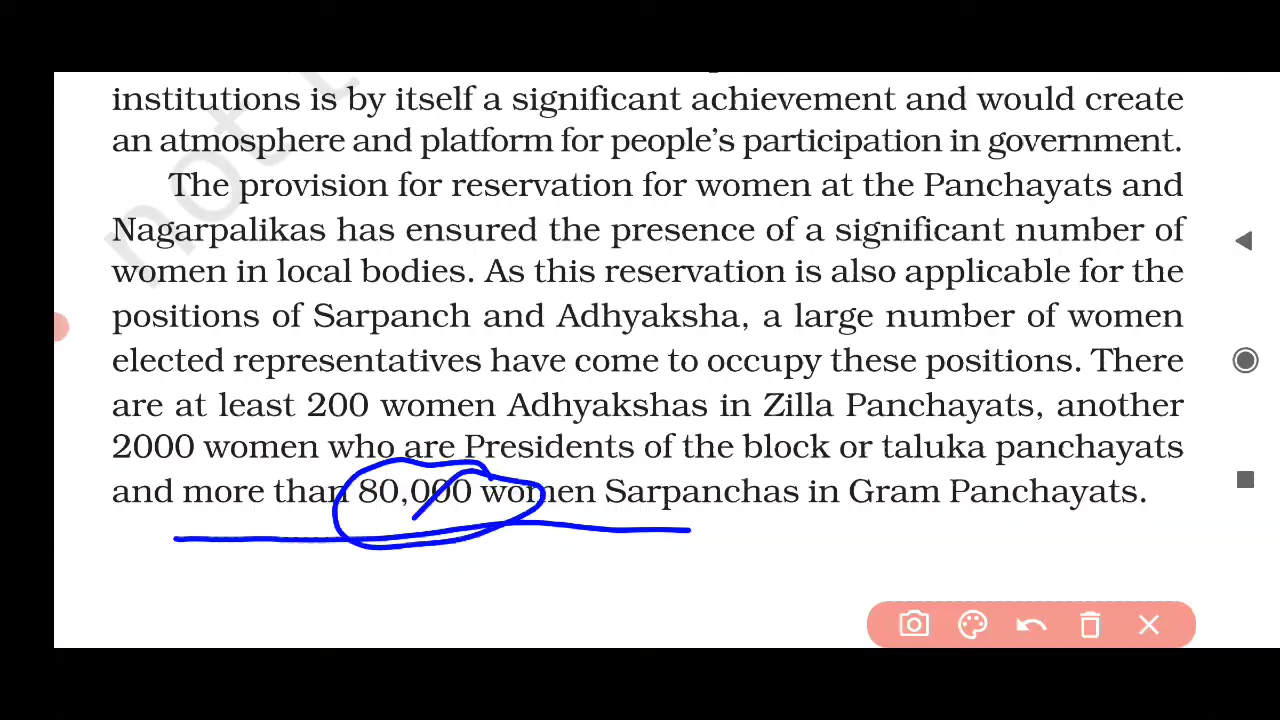 not t
institutions is by itself a significant achievement and would create
an atmosphere and platform for people's participation in government.
The provision for reservation for women at the Panchayats and
Nagarpalikas has ensured the presence of a significant number of
women in local bodies. As this reservation is also applicable for the
positions of Sarpanch and Adhyaksha, a large number of women
elected representatives have come to occupy these positions. There
are at least 200 women Adhyakshas in Zilla Panchayats, another
2000 women who are Presidents of the block or taluka panchayats
and more than 80,000 women Sarpanchas in Gram Panchayats.